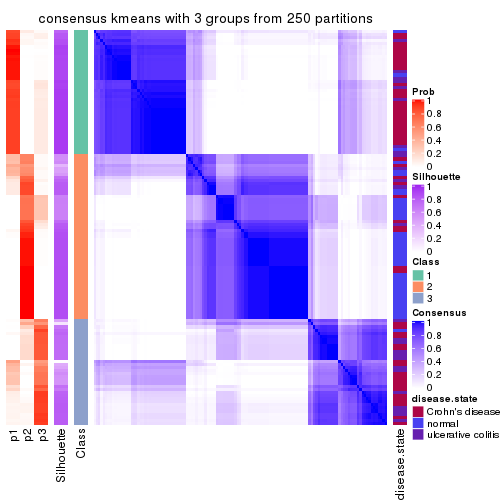 consensus kmeans with 3 groups from 250 partitions
Prob
1
0.8
0.6
0.4
0.2
0
Silhouette
1
0.8
0.6
0.4
0.2
0
Class
1
2
3
Consensus
1
0.8
0.6
0.4
0.2
0
disease.state
Crohn's disease
normal
ulcerative colitis
p1
p2
p3
Silhouette
Class
disease.state